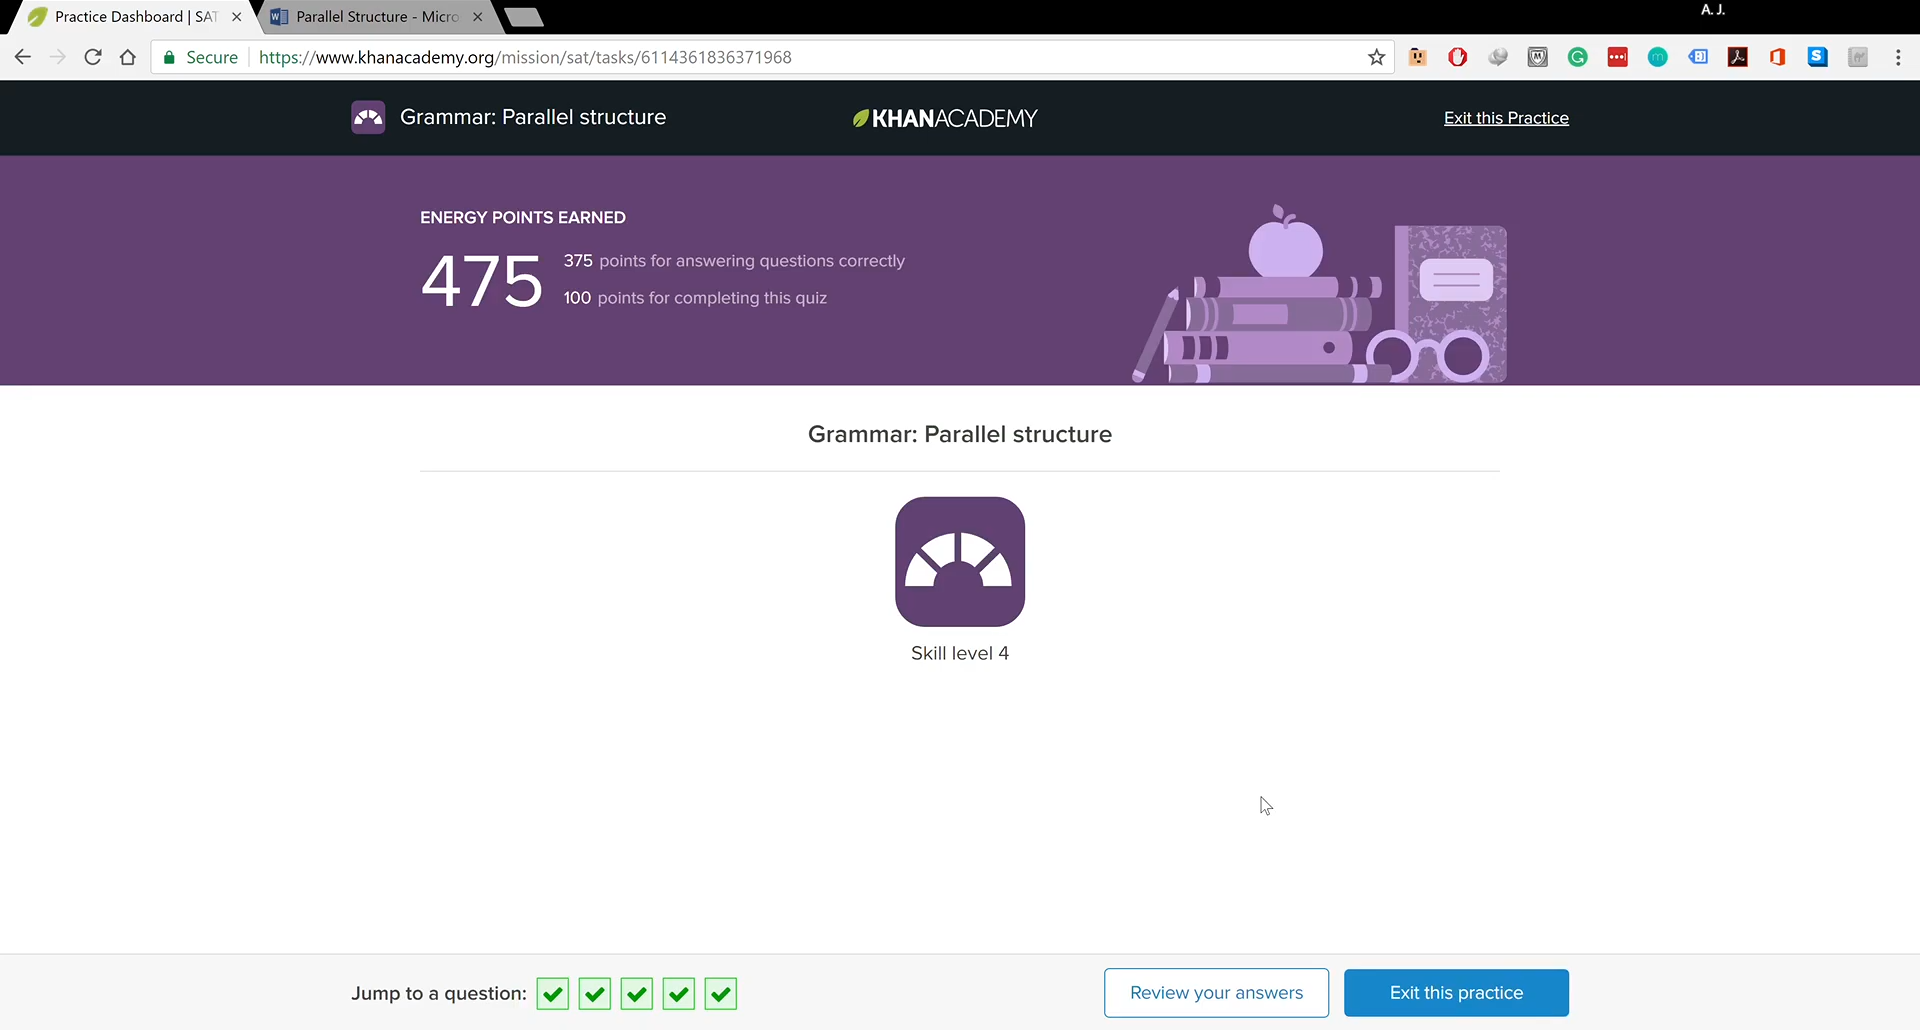 A. J.
Practice Dashboard | SAT
Parallel Structure - Micro
Secure
https://www.khanacademy.org/mission/sat/tasks/6114361836371968
Grammar: Parallel structure
KHANACADEMY
Exit this Practice
ENERGY POINTS EARNED
475
375 points for answering questions correctly
100 points for completing this quiz
Grammar: Parallel structure
Skill level 4
Jump to a question:
Review your answers
Exit this practice